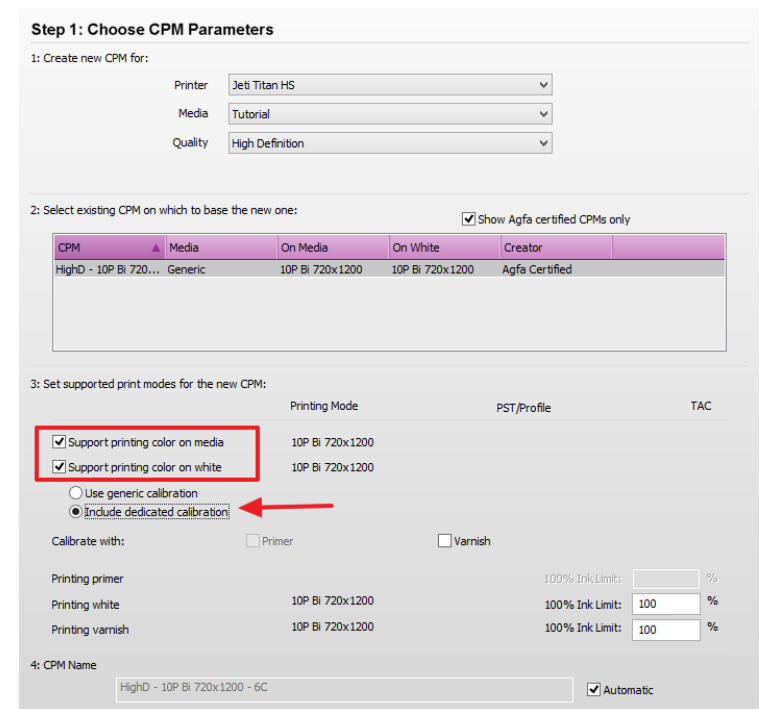 Step 1: Choose CPM Parameters
1: Create new CPM for:
Printer Jeti Titan HS
Media Tutorial
Quality High Definition
2: Select existing CPM on which to base the new one:
Show Agfa certified CPMs only
CPM Media On Media On White Creator
HighD - 10P Bi 720... Generic 10P Bi 720x1200 10P Bi 720x1200 Agfa Certified
3: Set supported print modes for the new CPM:
Printing Mode PST/Profile TAC
Support printing color on media 10P Bi 720x1200
Support printing color on white 10P Bi 720x1200
Use generic calibration
Include dedicated calibration
Calibrate with: Primer Varnish
Printing primer 100% Ink Limit: %
Printing white 10P Bi 720x1200 100% Ink Limit: 100 %
Printing varnish 10P Bi 720x1200 100% Ink Limit: 100 %
4: CPM Name
HighD - 10P Bi 720x1200 - 6C Automatic